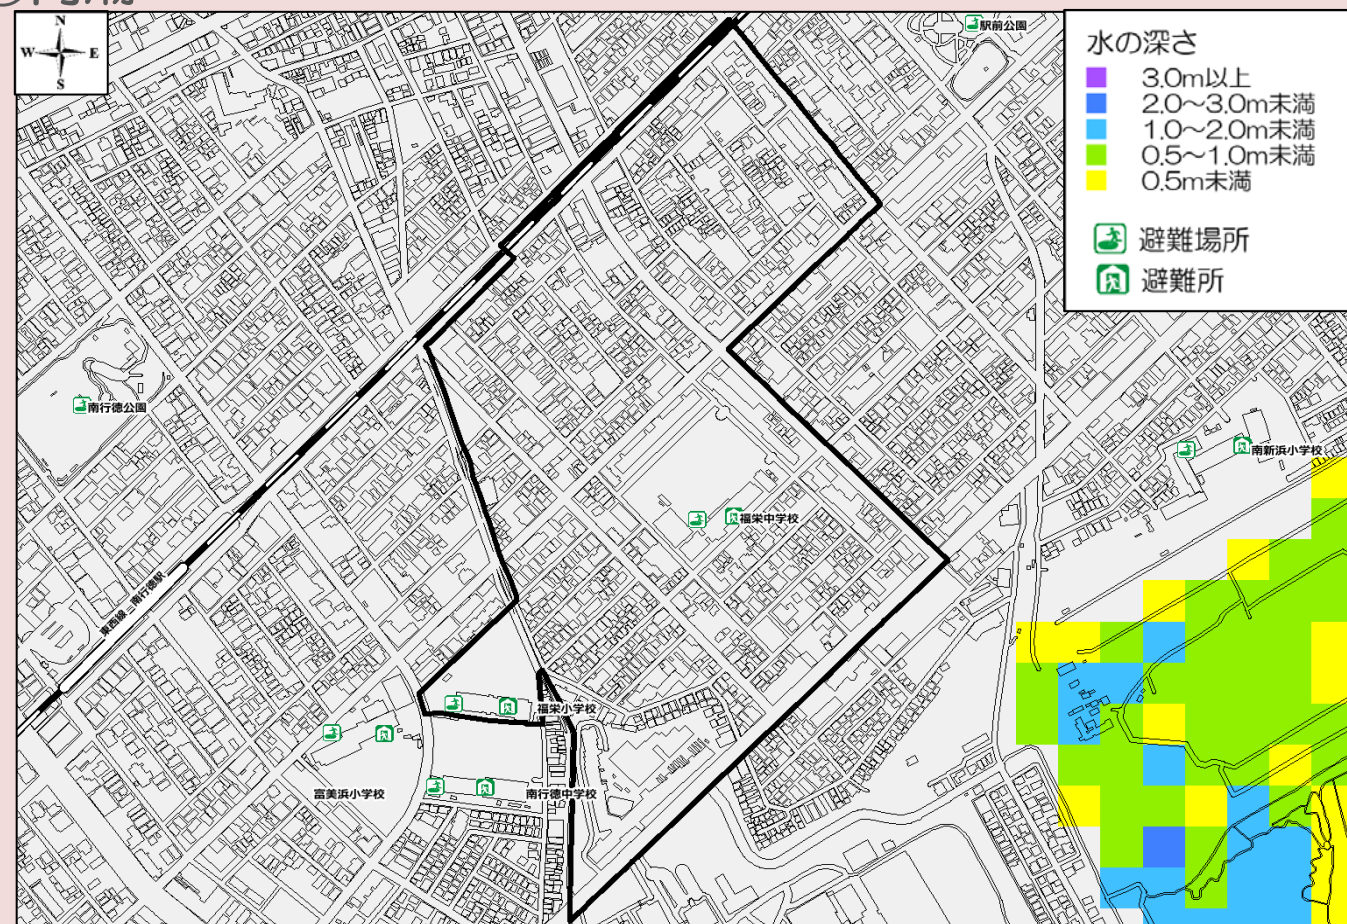 N
W E
S
駅前公園
水の深さ
3.0m以上
2.0～3.0m未満
1.0～2.0m未満
0.5～1.0m未満
0.5m未満
避難場所
避難所
南行徳公園
南新浜小学校
福栄中学校
東西線 南行徳駅
福栄小学校
富美浜小学校
南行徳中学校